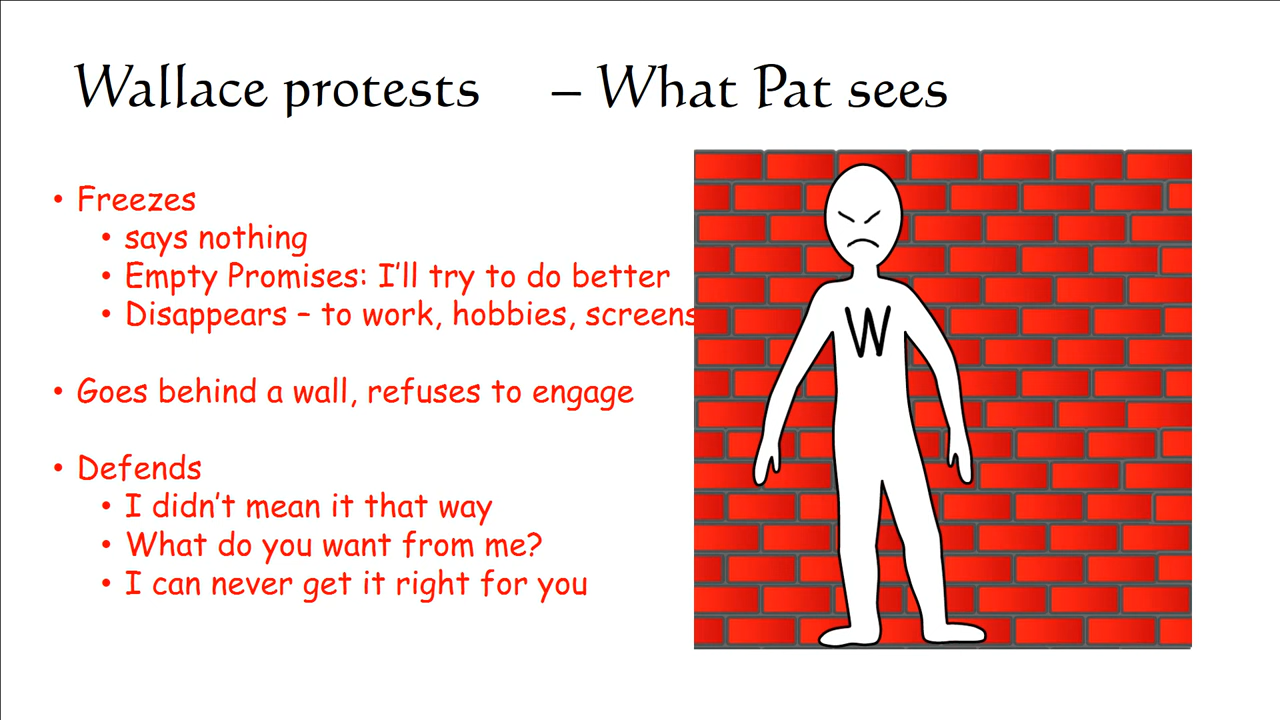 Wallace protests – What Pat sees
• Freezes
• says nothing
• Empty Promises: I'll try to do better
• Disappears – to work, hobbies, screens
• Goes behind a wall, refuses to engage
• Defends
• I didn't mean it that way
• What do you want from me?
• I can never get it right for you
W